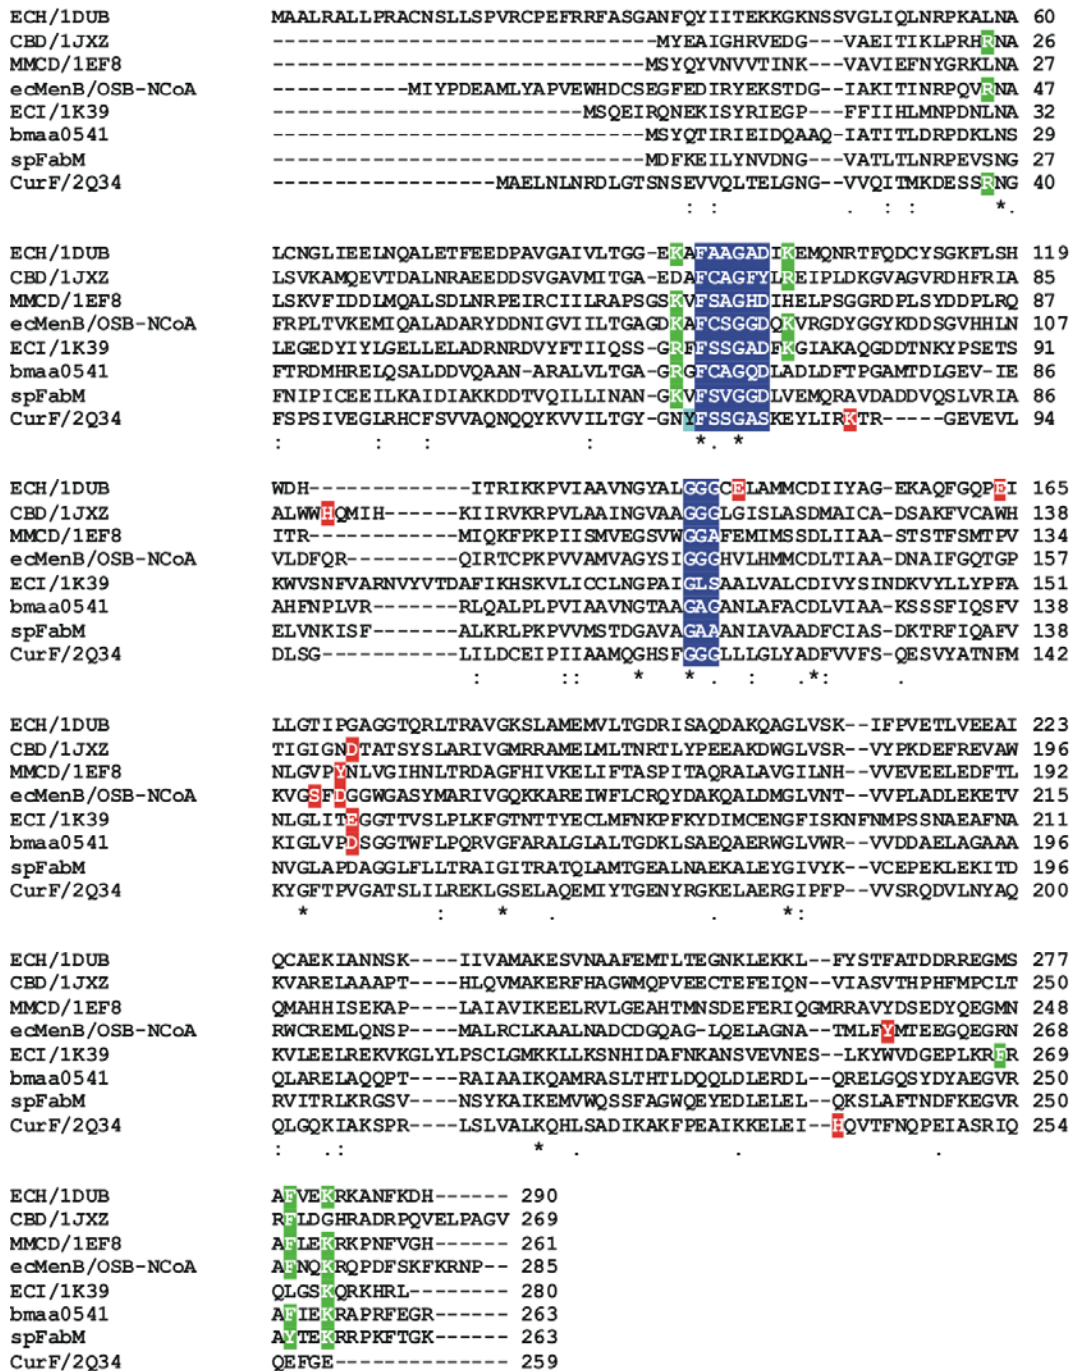 ECH/1DUB MAALRALLPRACNSLLSPVRCPEFRRFASGANFQYIITEKKGKNSSVGLIQLNRPKALNA 60
CBD/1JXZ -------------------------------MYEAIGHRVEDG---VAEITIKLPRHRNA 26
MMCD/1EF8 ------------------------------MSYQYVNVVTINK---VAVIEFNYGRKLNA 27
ecMenB/OSB-NCoA -----------MIYPDEAMLYAPVEWHDCSEGFEDIRYEKSTDG--IAKITINRPQVRNA 47
ECI/1K39 -------------------------MSQEIRQNEKISYRIEGP---FFIIHLMNPDNLNA 32
bmaa0541 ------------------------------MSYQTIRIEIDQAAQ-IATITLDRPDKLNS 29
spFabM ------------------------------MDFKEILYNVDNG---VATLTLNRPEVSNG 27
CurF/2Q34 ------------------MAELNLNRDLGTSNSEVVQLTELGNG--VVQITMKDESSRNG 40
: : . : : *.
ECH/1DUB LCNGLIEELNQALETFEEDPAVGAIVLTGG-EKAFAAGADIKEMQNRTFQDCYSGKFLSH 119
CBD/1JXZ LSVKAMQEVTDALNRAEEDDSVGAVMITGA-EDAFCAGFYLREIPLDKGVAGVRDHFRIA 85
MMCD/1EF8 LSKVFIDDLMQALSDLNRPEIRCIILRAPSGSKVFSAGHDIHELPSGGRDPLSYDDPLRQ 87
ecMenB/OSB-NCoA FRPLTVKEMIQALADARYDDNIGVIILTGAGDKAFCSGGDQKVRGDYGGYKDDSGVHHLN 107
ECI/1K39 LEGEDYIYLGELLELADRNRDVYFTIIQSS-GRFFSSGADFKGIAKAQGDDTNKYPSETS 91
bmaa0541 FTRDMHRELQSALDDVQAAN-ARALVLTGA-GRGFCAGQDLADLDFTPGAMTDLGEV-IE 86
spFabM FNIPICEEILKAIDIAKKDDTVQILLINAN-GKVFSVGGDLVEMQRAVDADDVQSLVRIA 86
CurF/2Q34 FSPSIVEGLRHCFSVVAQNQQYKVVILTGY-GNYFSSGASKEYLIRKTR-----GEVEVL 94
: : : : *. *
ECH/1DUB WDH-------------ITRIKKPVIAAVNGYALGGGCELAMMCDIIYAG-EKAQFGQPEI 165
CBD/1JXZ ALWWHQMIH-------KIIRVKRPVLAAINGVAAGGGLGISLASDMAICA-DSAKFVCAWH 138
MMCD/1EF8 ITR-------------MIQKFPKPIISMVEGSVWGGAFEMIMSSDLIIAA-STSTFSMTPV 134
ecMenB/OSB-NCoA VLDFQR----------QIRTCPKPVVAMVAGYSIGGGHVLHMMCDLTIAA-DNAIFGQTGP 157
ECI/1K39 KWVSNFVARNVYVTDAFIKHSKVLICCLNGPAIGLSAALVALCDIVYSINDKVYLLYPFA 151
bmaa0541 AHFNPLVR--------RLQALPLPVIAAVNGTAAGAGANLAFACDLVIAA-KSSSFIQSFV 138
spFabM ELVNKISF--------ALKRLPKPVVMSTDGAVAGAAANIAVAADFCIAS-DKTRFIQAFV 138
CurF/2Q34 DLSG------------LILDCEIPIIAAMQGHSFGGGLLLGLYADFVVFS-QESVYATNFM 142
: :: * * . : .*: .
ECH/1DUB LLGTIPGAGGTQRLTRAVGKSLAMEMVLTGDRISAQDAKQAGLVSK--IFPVETLVEEAI 223
CBD/1JXZ TIGIGNDTATSYSLARIVGMRRAMELMLTNRTLYPEEAKDWGLVSR--VYPKDEFREVAW 196
MMCD/1EF8 NLGVPYNLVGIHNLTRDAGFHIVKELIFTASPITAQRALAVGILNH--VVEVEELEDFTL 192
ecMenB/OSB-NCoA KVGSFDGGWGASYMARIVGQKKAREIWFLCRQYDAKQALDMGLVNT--VVPLADLEKETV 215
ECI/1K39 NLGLITEGGTTVSLPLKFGTNTTYECLMFNKPFKYDIMCENGFISKNFNMPSSNAEAFNA 211
bmaa0541 KIGLVPDSGGTWFLPQRVGFARALGLALTGDKLSAEQAERWGLVWR--VVDDAELAGAAA 196
spFabM NVGLAPDAGGLFLLTRAIGITRATQLAMTGEALNAEKALEYGIVYK--VCEPEKLEKITD 196
CurF/2Q34 KYGFTPVGATSLILREKLGSELAQEMIYTGENYRGKELAERGIPFP--VVSRQDVLNYAQ 200
* : * . . *:
ECH/1DUB QCAEKIANNSK----IIVAMAKESVNAAFEMTLTEGNKLEKKL--FYSTFATDDRREGMS 277
CBD/1JXZ KVARELAAAPT----HLQVMAKERFHAGWMQPVEECTEFEIQN--VIASVTHPHFMPCLT 250
MMCD/1EF8 QMAHHISEKAP----LAIAVIKEELRVLGEAHTMNSDEFERIQGMRRAVYDSEDYQEGMN 248
ecMenB/OSB-NCoA RWCREMLQNSP----MALRCLKAALNADCDGQAG-LQELAGNA--TMLFYMTEEGQEGRN 268
ECI/1K39 KVLEELREKVKGLYLPSCLGMKKLLKSNHIDAFNKANSVEVNES--LKYWVDGEPLKRFR 269
bmaa0541 QLARELAQQPT----RAIAAIKQAMRASLTHTLDQQLDLERDL--QRELGQSYDYAEGVR 250
spFabM RVITRLKRGSV----NSYKAIKEMVWQSSFAGWQEYEDLELEL--QKSLAFTNDFKEGVR 250
CurF/2Q34 QLGQKIAKSPR----LSLVALKQHLSADIKAKFPEAIKKELEI--HQVTFNQPEIASRIQ 254
: .: * . . .
ECH/1DUB AFVEKRKANFKDH------ 290
CBD/1JXZ RFLDGHRADRPQVELPAGV 269
MMCD/1EF8 AFLEKRKPNFVGH------ 261
ecMenB/OSB-NCoA AFNQKRQPDFSKFKRNP-- 285
ECI/1K39 QLGSKQRKHRL------ 280
bmaa0541 AFIEKRAPRFEGR------ 263
spFabM AYTEKRRPKFTGK------ 263
CurF/2Q34 QEFGE-------------- 259